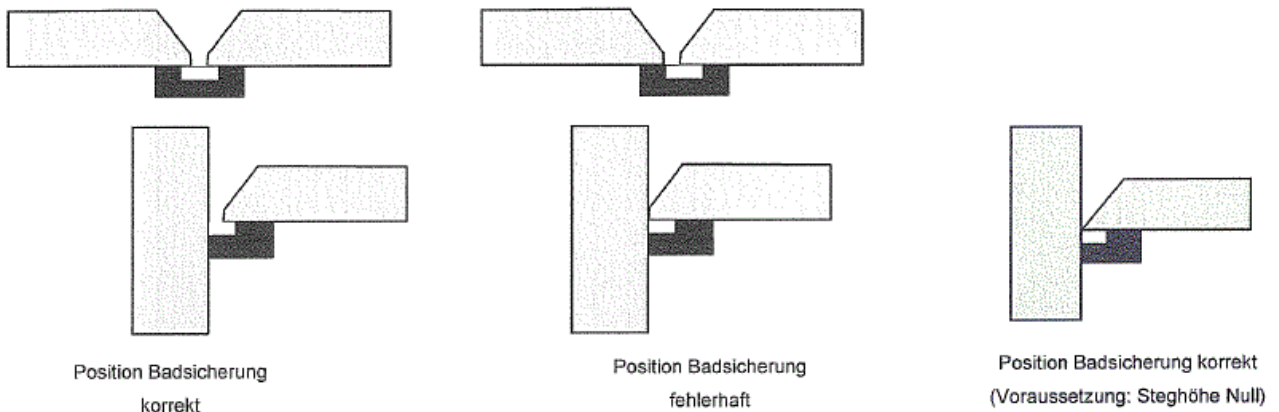 Position Badsicherung
korrekt
Position Badsicherung
fehlerhaft
Position Badsicherung korrekt
(Voraussetzung: Steghöhe Null)